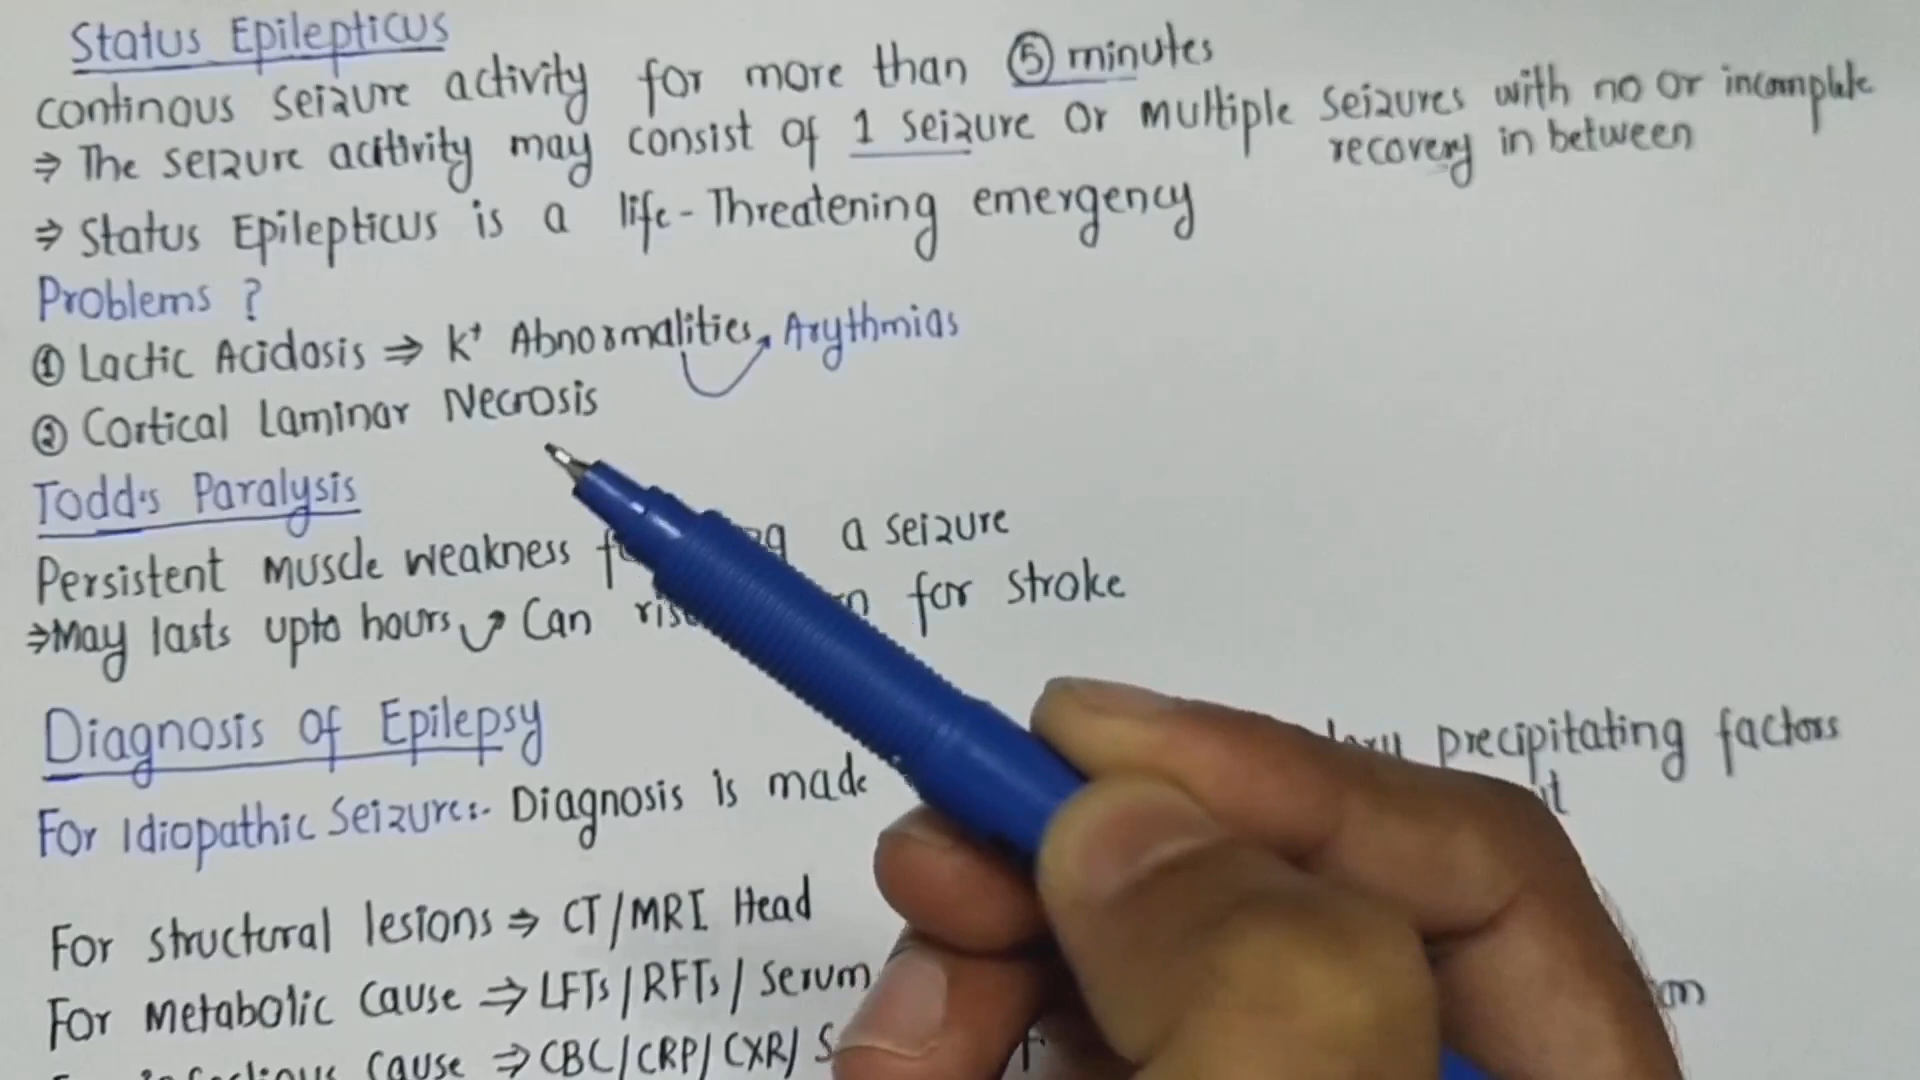 Status Epilepticus
continous seizure activity for more than 5 minutes
⇒ The seizure acitivity may consist of 1 seizure or multiple seizures with no or incomplete
recovery in between
⇒ Status Epilepticus is a life-Threatening emergency
Problems ?
① Lactic Acidosis ⇒ K+ Abnormalities Arythmias
② Cortical Laminar Necrosis
Todd's Paralysis
Persistent muscle weakness a seizure
⇒May lasts upto hours Can for stroke
Diagnosis of Epilepsy
precipitating factors
For Idiopathic Seizures:- Diagnosis is made
For structural lesions ⇒ CT/MRI Head
For metabolic cause ⇒ LFTs/RFTs/serum
cause ⇒ CBC/CRP/CXR/